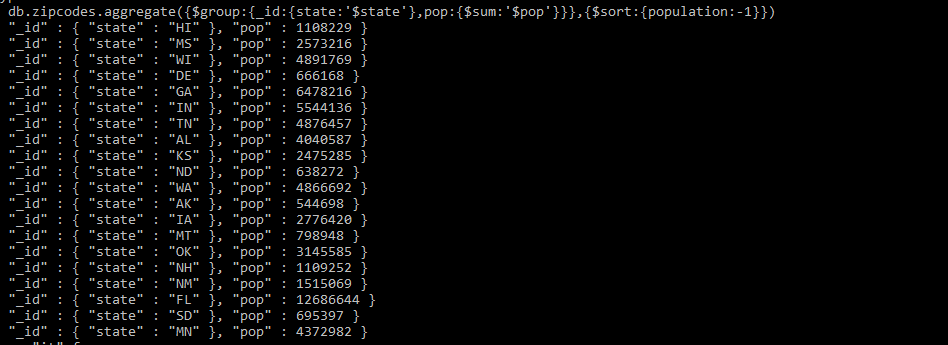 db.zipcodes.aggregate({$group:{_id:{state:'$state'},pop:{$sum:'$pop'}}},{$sort:{population:-1}})
"_id" : { "state" : "HI" }, "pop" : 1108229 }
"_id" : { "state" : "MS" }, "pop" : 2573216 }
"_id" : { "state" : "WI" }, "pop" : 4891769 }
"_id" : { "state" : "DE" }, "pop" : 666168 }
"_id" : { "state" : "GA" }, "pop" : 6478216 }
"_id" : { "state" : "IN" }, "pop" : 5544136 }
"_id" : { "state" : "TN" }, "pop" : 4876457 }
"_id" : { "state" : "AL" }, "pop" : 4040587 }
"_id" : { "state" : "KS" }, "pop" : 2475285 }
"_id" : { "state" : "ND" }, "pop" : 638272 }
"_id" : { "state" : "WA" }, "pop" : 4866692 }
"_id" : { "state" : "AK" }, "pop" : 544698 }
"_id" : { "state" : "IA" }, "pop" : 2776420 }
"_id" : { "state" : "MT" }, "pop" : 798948 }
"_id" : { "state" : "OK" }, "pop" : 3145585 }
"_id" : { "state" : "NH" }, "pop" : 1109252 }
"_id" : { "state" : "NM" }, "pop" : 1515069 }
"_id" : { "state" : "FL" }, "pop" : 12686644 }
"_id" : { "state" : "SD" }, "pop" : 695397 }
"_id" : { "state" : "MN" }, "pop" : 4372982 }